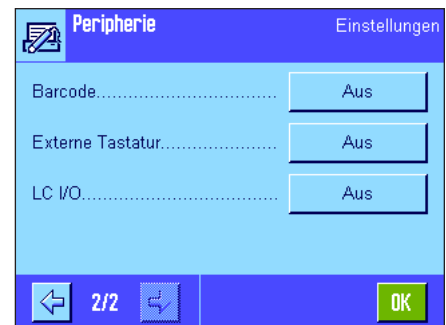 Peripherie Einstellungen
Barcode................................ Aus
Externe Tastatur..................... Aus
LC I/O................................... Aus
2/2 OK